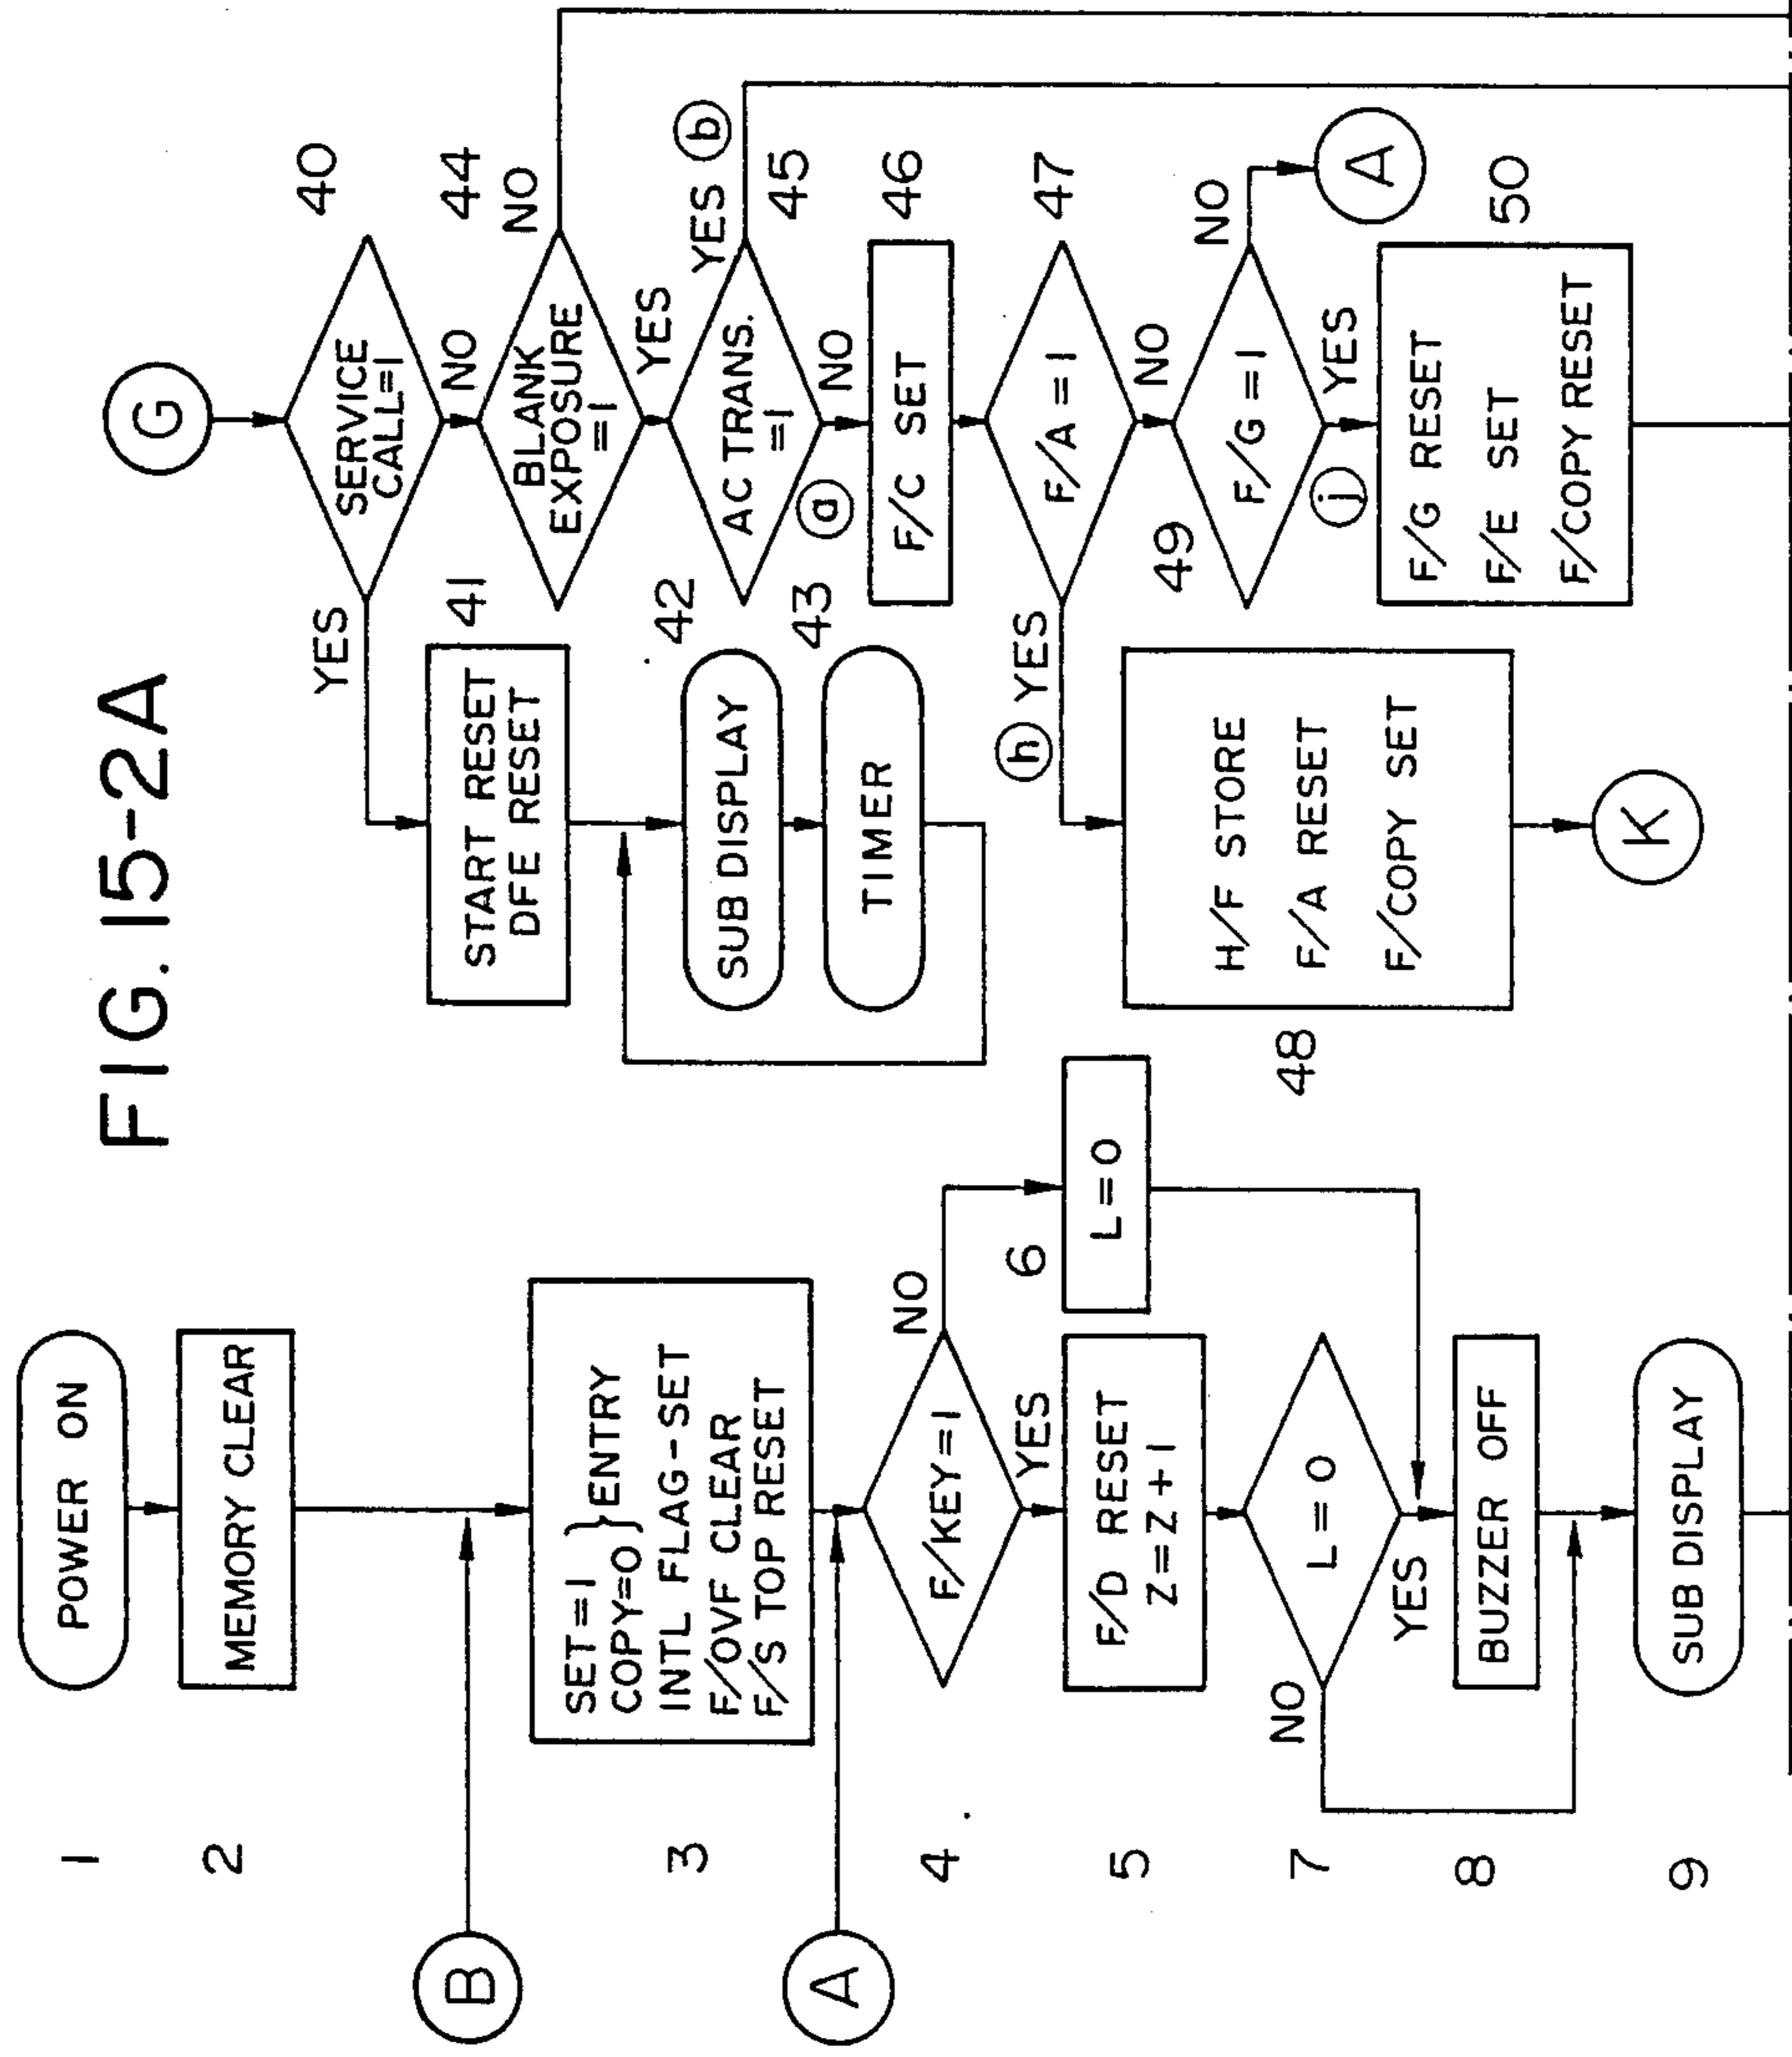 FIG. 15-2A
1
POWER ON
2
MEMORY CLEAR
B
3
SET=1
COPY=0 } ENTRY
INTL FLAG-SET
F/OVF CLEAR
F/S TOP RESET
A
4
F/KEY=1
NO
YES
5
F/D RESET
Z=Z+1
6
L=0
7
L=0
NO
YES
8
BUZZER OFF
9
SUB DISPLAY
G
40
SERVICE
CALL=1
YES
NO
41
START RESET
DFE RESET
42
SUB DISPLAY
43
TIMER
44
BLANK
EXPOSURE
=1
NO
YES
45
AC TRANS.
=1
YES b
a
NO
46
F/C SET
47
F/A=1
h YES
NO
48
H/F STORE
F/A RESET
F/COPY SET
K
49
F/G=1
NO
A
j
YES
50
F/G RESET
F/E SET
F/COPY RESET